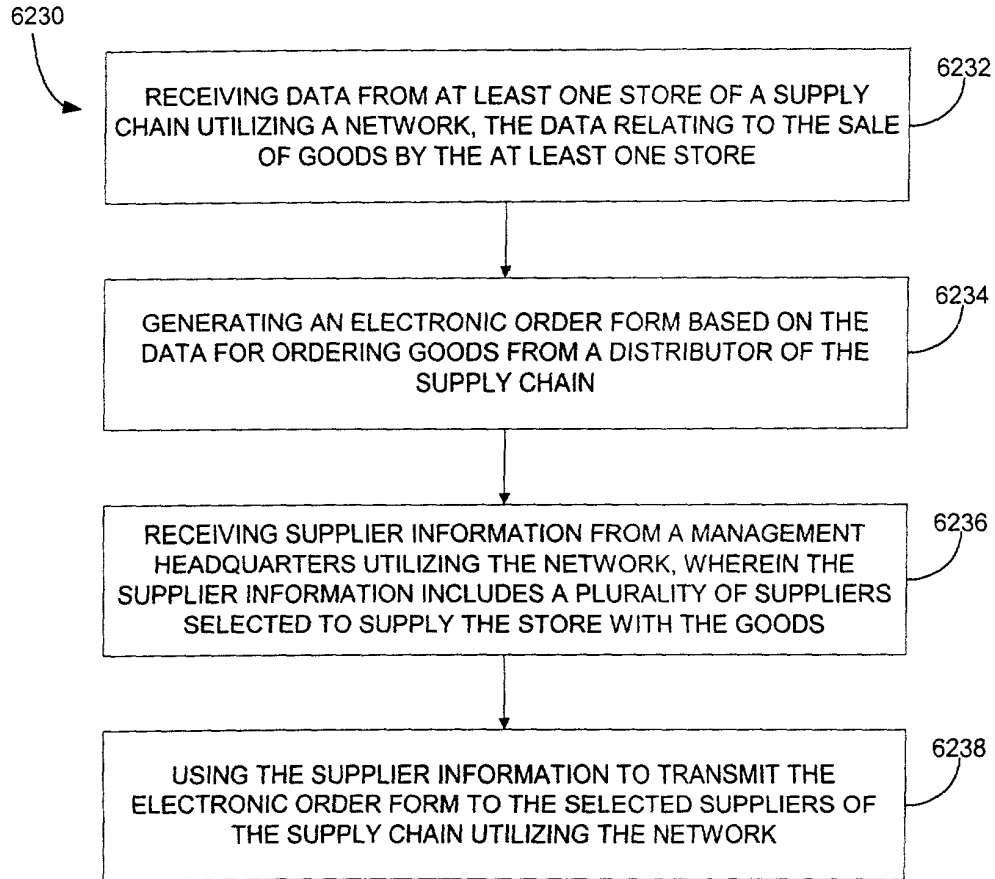 6230
6232
RECEIVING DATA FROM AT LEAST ONE STORE OF A SUPPLY
CHAIN UTILIZING A NETWORK, THE DATA RELATING TO THE SALE
OF GOODS BY THE AT LEAST ONE STORE
6234
GENERATING AN ELECTRONIC ORDER FORM BASED ON THE
DATA FOR ORDERING GOODS FROM A DISTRIBUTOR OF THE
SUPPLY CHAIN
6236
RECEIVING SUPPLIER INFORMATION FROM A MANAGEMENT
HEADQUARTERS UTILIZING THE NETWORK, WHEREIN THE
SUPPLIER INFORMATION INCLUDES A PLURALITY OF SUPPLIERS
SELECTED TO SUPPLY THE STORE WITH THE GOODS
6238
USING THE SUPPLIER INFORMATION TO TRANSMIT THE
ELECTRONIC ORDER FORM TO THE SELECTED SUPPLIERS OF
THE SUPPLY CHAIN UTILIZING THE NETWORK